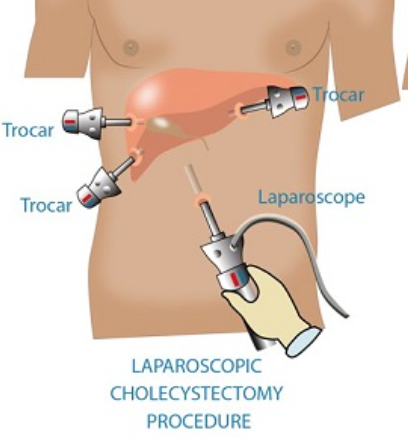 Trocar
Trocar
Trocar
Laparoscope
LAPAROSCOPIC
CHOLECYSTECTOMY
PROCEDURE